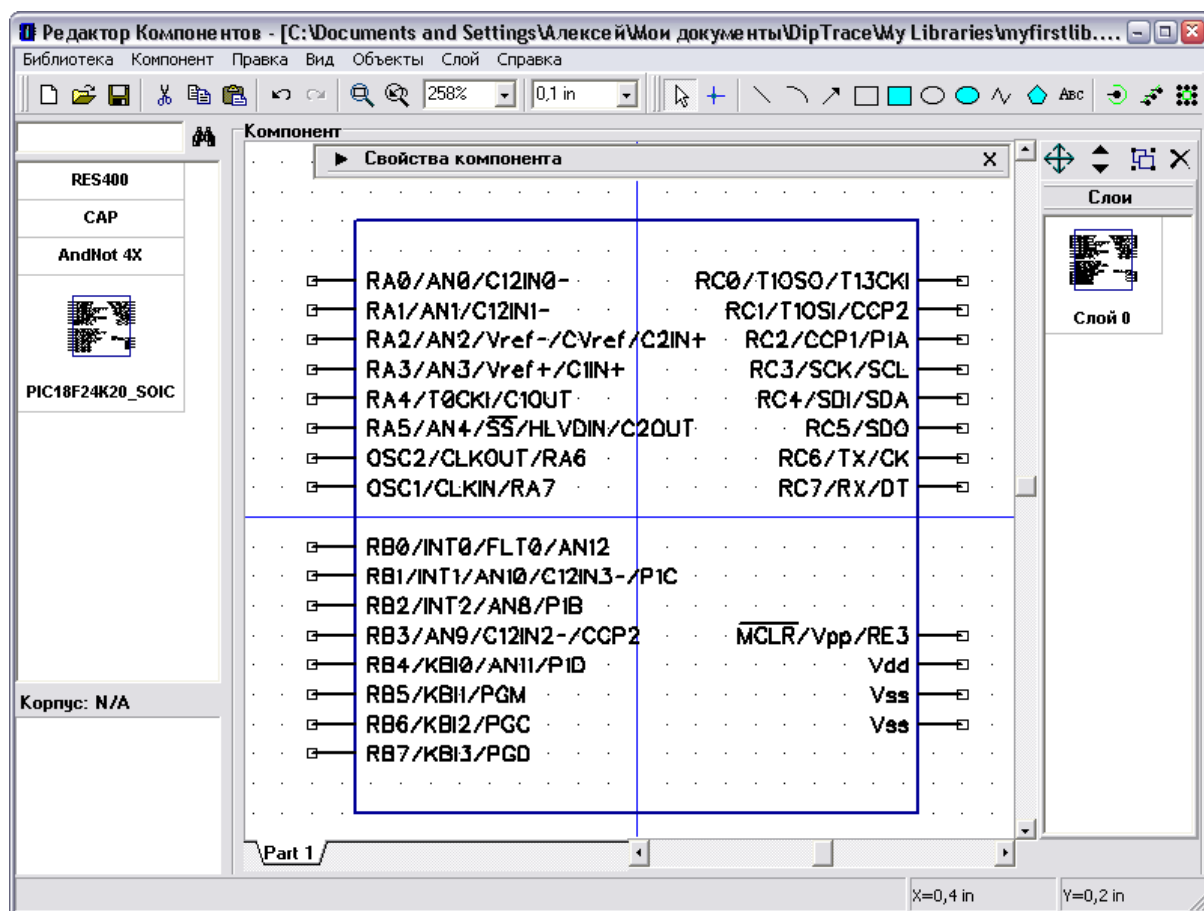 Редактор Компонентов - [C:\Documents and Settings\Алексей\Мои документы\DipTrace\My Libraries\myfirstlib....
Библиотека Компонент Правка Вид Объекты Слой Справка
258% 0,1 in ABC
Компонент
Свойства компонента
RES400
CAP
AndNot 4X
PIC18F24K20_SOIC
Корпус: N/A
Слои
Слой 0
RA0/AN0/C12IN0- RC0/T1OSO/T13CKI
RA1/AN1/C12IN1- RC1/T1OSI/CCP2
RA2/AN2/Vref-/CVref/C2IN+ RC2/CCP1/P1A
RA3/AN3/Vref+/C1IN+ RC3/SCK/SCL
RA4/T0CKI/C1OUT RC4/SDI/SDA
RA5/AN4/SS/HLVDIN/C2OUT RC5/SDO
OSC2/CLKOUT/RA6 RC6/TX/CK
OSC1/CLKIN/RA7 RC7/RX/DT
RB0/INT0/FLT0/AN12
RB1/INT1/AN10/C12IN3-/P1C
RB2/INT2/AN8/P1B
RB3/AN9/C12IN2-/CCP2 MCLR/Vpp/RE3
RB4/KBI0/AN11/P1D Vdd
RB5/KBI1/PGM Vss
RB6/KBI2/PGC Vss
RB7/KBI3/PGD
Part 1
X=0,4 in Y=0,2 in